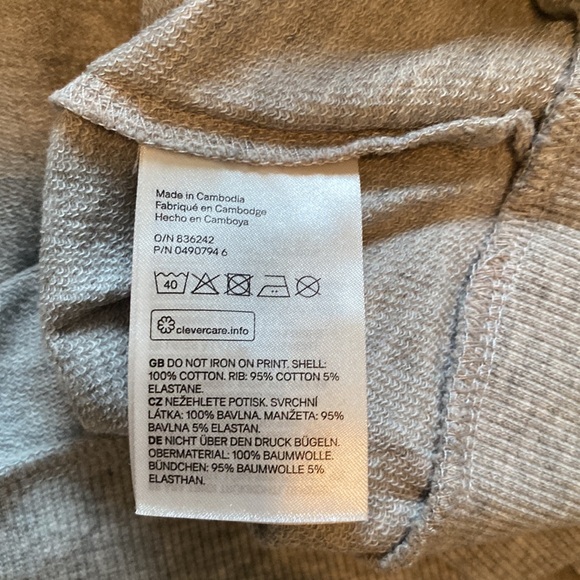 Made in Cambodia
Fabriqué en Cambodge
Hecho en Camboya
O/N 836242
P/N 0490794 6
40
clevercare.info
GB DO NOT IRON ON PRINT. SHELL:
100% COTTON. RIB: 95% COTTON 5%
ELASTANE.
CZ NEŽEHLETE POTISK. SVRCHNÍ
LÁTKA: 100% BAVLNA. MANŽETA: 95%
BAVLNA 5% ELASTAN.
DE NICHT ÜBER DEN DRUCK BÜGELN.
OBERMATERIAL: 100% BAUMWOLLE.
BÜNDCHEN: 95% BAUMWOLLE 5%
ELASTHAN.